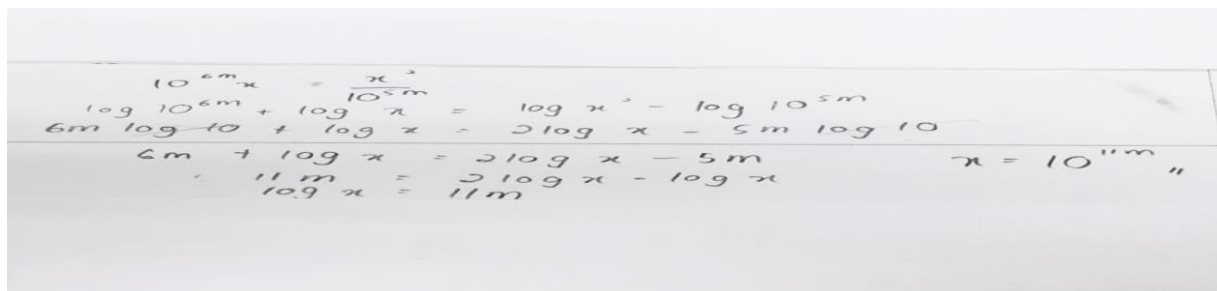 10^{6m}x = \frac{x^2}{10^{5m}}
log 10^{6m} + log x = log x^2 - log 10^{5m}
6m log 10 + log x = 2log x - 5m log 10
6m + log x = 2log x - 5m
11m = 2log x - log x
log x = 11m
x = 10^{11m} "